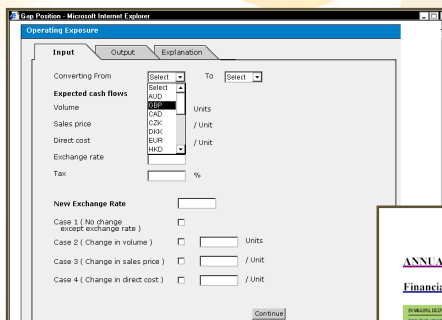 Gap Position - Microsoft Internet Explorer
Operating Exposure
Input Output Explanation
Converting From Select To Select
Select
AUD
GBP
CAD
CZK
DKK
EUR
HKD
Expected cash flows
Volume Units
Sales price / Unit
Direct cost / Unit
Exchange rate
Tax %
New Exchange Rate
Case 1 ( No change
except exchange rate )
Case 2 ( Change in volume ) Units
Case 3 ( Change in sales price ) / Unit
Case 4 ( Change in direct cost ) / Unit
Continue
ANNUA
Financia